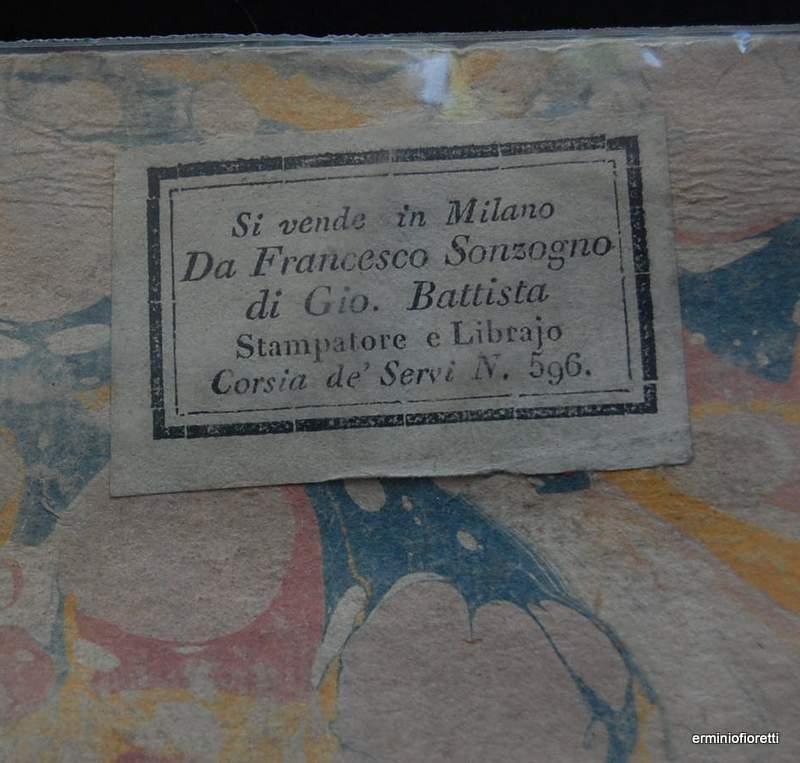 Si vende in Milano
Da Francesco Sonzogno
di Gio. Battista
Stampatore e Librajo
Corsia de' Servi N. 596.
erminiofioretti